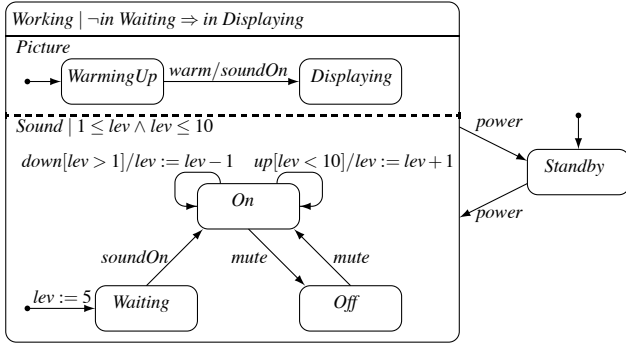 Working | ¬in Waiting ⇒ in Displaying
Picture
WarmingUp
warm/soundOn
Displaying
Sound | 1 ≤ lev ∧ lev ≤ 10
power
Standby
power
down[lev > 1]/lev := lev − 1
up[lev < 10]/lev := lev + 1
On
soundOn
mute
mute
lev := 5
Waiting
Off